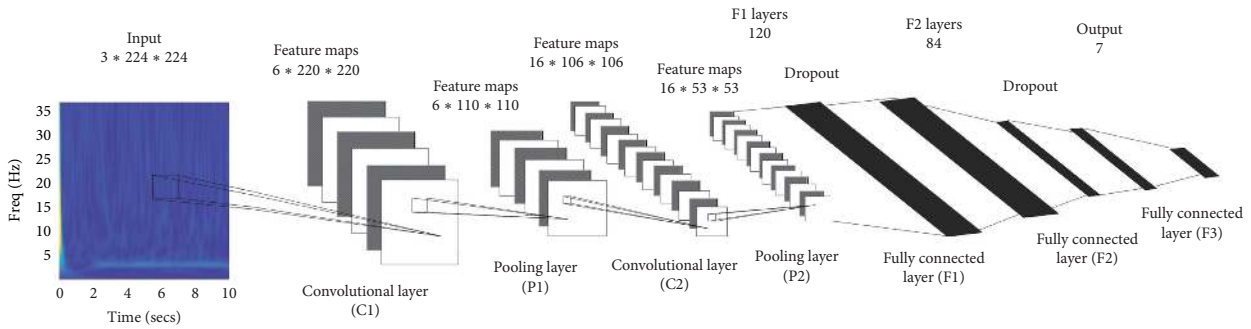 Input
3 * 224 * 224
Feature maps
6 * 220 * 220
Feature maps
6 * 110 * 110
Feature maps
16 * 106 * 106
Feature maps
16 * 53 * 53
F1 layers
120
Dropout
F2 layers
84
Dropout
Output
7
Freq (Hz)
35
30
25
20
15
10
5
0
2
4
6
8
10
Time (secs)
Convolutional layer
(C1)
Pooling layer
(P1)
Convolutional layer
(C2)
Pooling layer
(P2)
Fully connected
layer (F1)
Fully connected
layer (F2)
Fully connected
layer (F3)